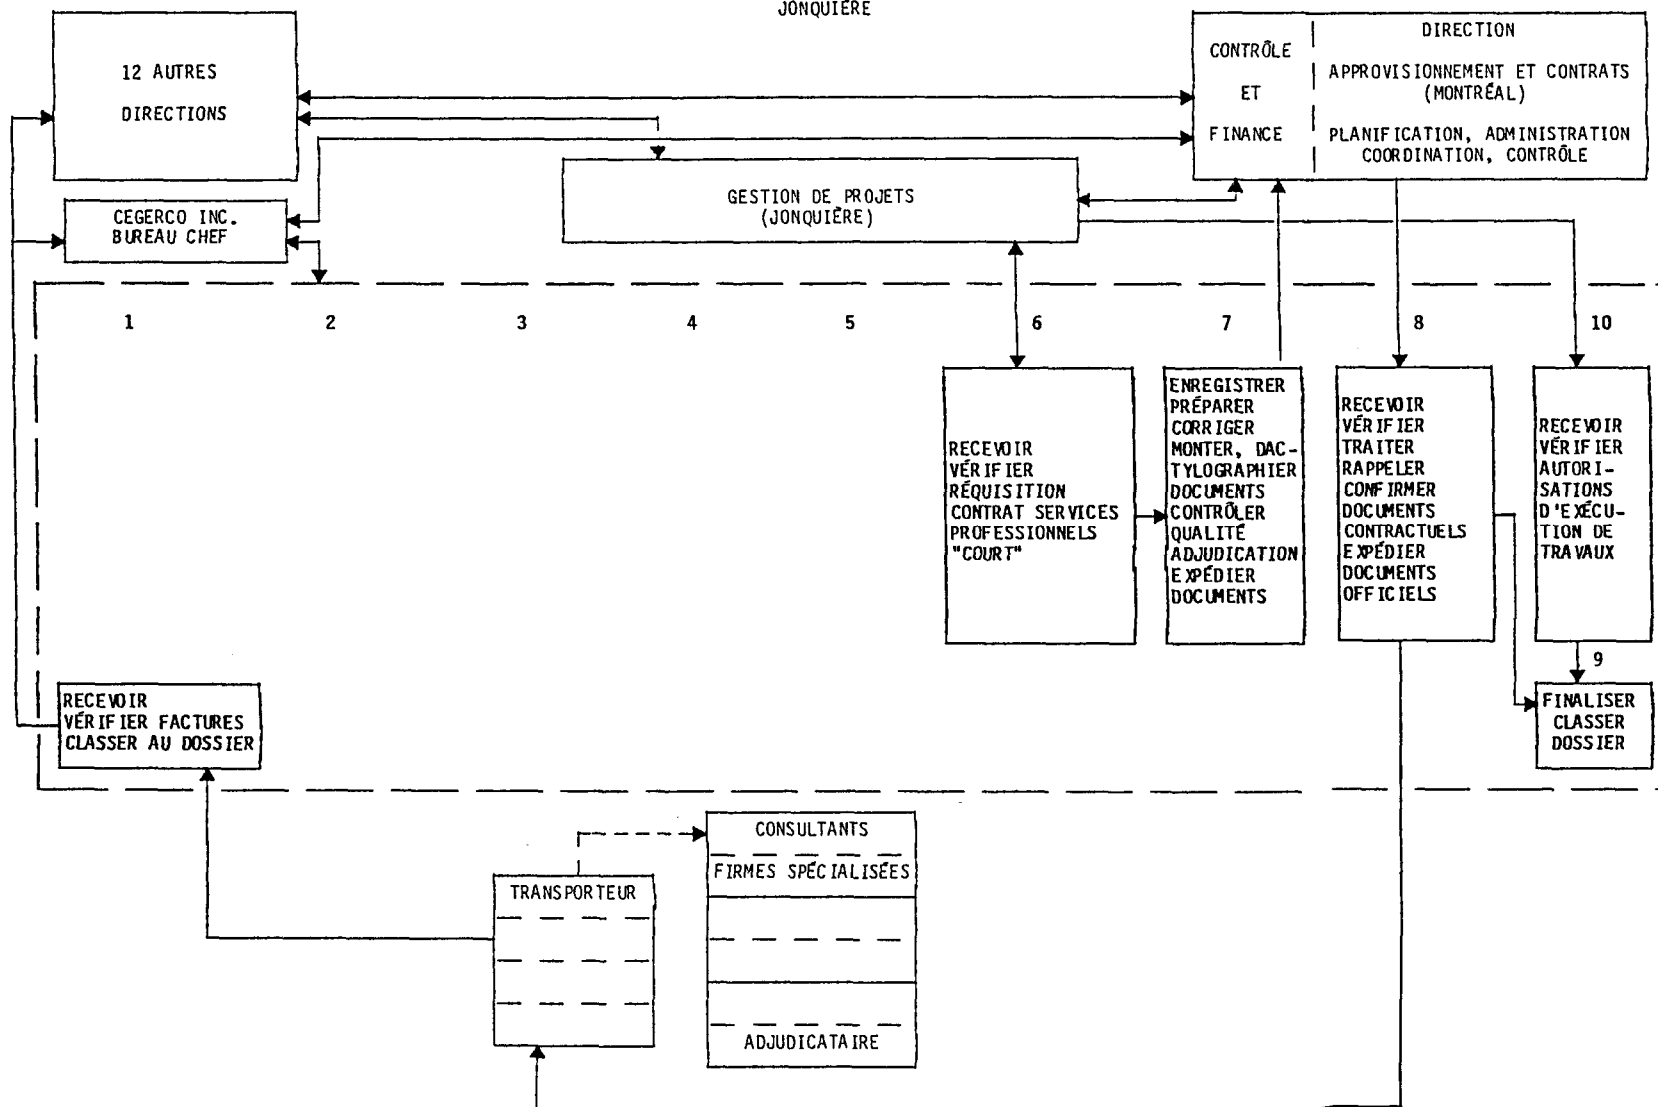 JONQUIÈRE
12 AUTRES
DIRECTIONS
CONTRÔLE
ET
FINANCE
DIRECTION
APPROVISIONNEMENT ET CONTRATS
(MONTRÉAL)
PLANIFICATION, ADMINISTRATION
COORDINATION, CONTRÔLE
GESTION DE PROJETS
(JONQUIÈRE)
CEGERCO INC.
BUREAU CHEF
1
2
3
4
5
6
7
8
10
RECEVOIR
VÉRIFIER
RÉQUISITION
CONTRAT SERVICES
PROFESSIONNELS
"COURT"
ENREGISTRER
PRÉPARER
CORRIGER
MONTER, DAC-
TYLOGRAPHIER
DOCUMENTS
CONTRÔLER
QUALITÉ
ADJUDICATION
EXPÉDIER
DOCUMENTS
RECEVOIR
VÉRIFIER
TRAITER
RAPPELER
CONFIRMER
DOCUMENTS
CONTRACTUELS
EXPÉDIER
DOCUMENTS
OFFICIELS
RECEVOIR
VÉRIFIER
AUTORI-
SATIONS
D'EXÉCU-
TION DE
TRAVAUX
9
FINALISER
CLASSER
DOSSIER
RECEVOIR
VÉRIFIER FACTURES
CLASSER AU DOSSIER
TRANSPORTEUR
CONSULTANTS
FIRMES SPÉCIALISÉES
ADJUDICATAIRE